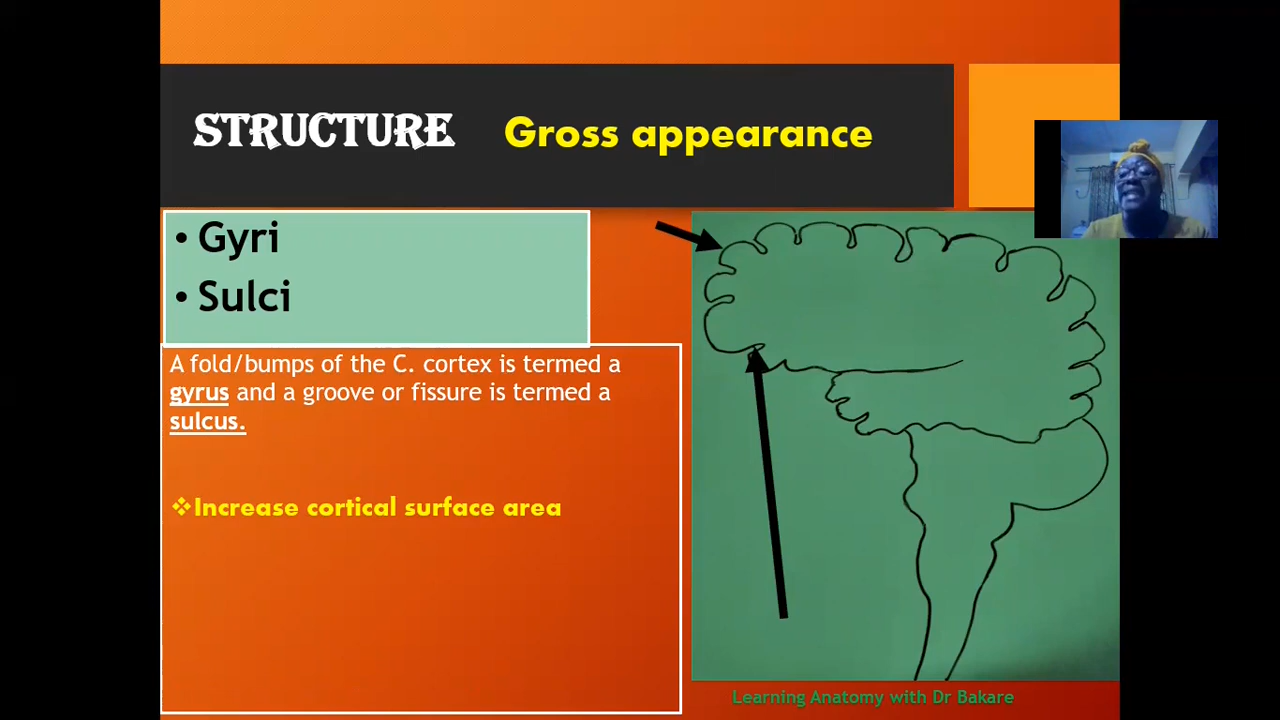 STRUCTURE Gross appearance
• Gyri
• Sulci
A fold/bumps of the C. cortex is termed a
gyrus and a groove or fissure is termed a
sulcus.
❖Increase cortical surface area
Learning Anatomy with Dr Bakare